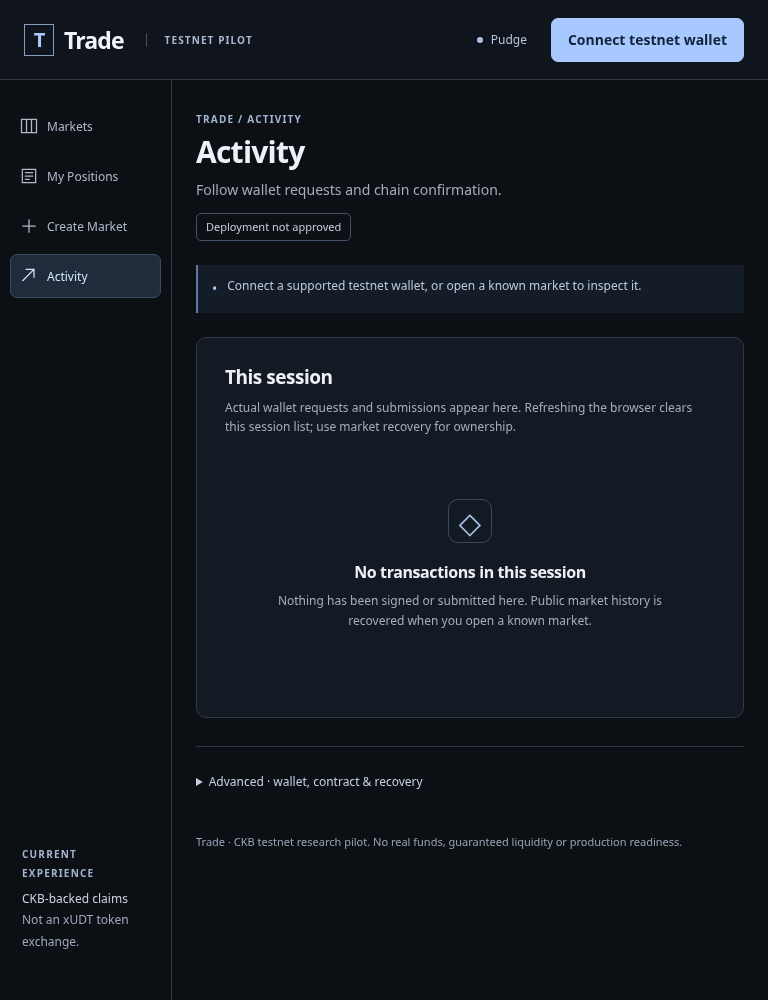 T Trade
TESTNET PILOT
Pudge
Connect testnet wallet
Markets
My Positions
Create Market
Activity
CURRENT
EXPERIENCE
CKB-backed claims
Not an xUDT token
exchange.
TRADE / ACTIVITY
Activity
Follow wallet requests and chain confirmation.
Deployment not approved
• Connect a supported testnet wallet, or open a known market to inspect it.
This session
Actual wallet requests and submissions appear here. Refreshing the browser clears
this session list; use market recovery for ownership.
No transactions in this session
Nothing has been signed or submitted here. Public market history is
recovered when you open a known market.
Advanced · wallet, contract & recovery
Trade · CKB testnet research pilot. No real funds, guaranteed liquidity or production readiness.